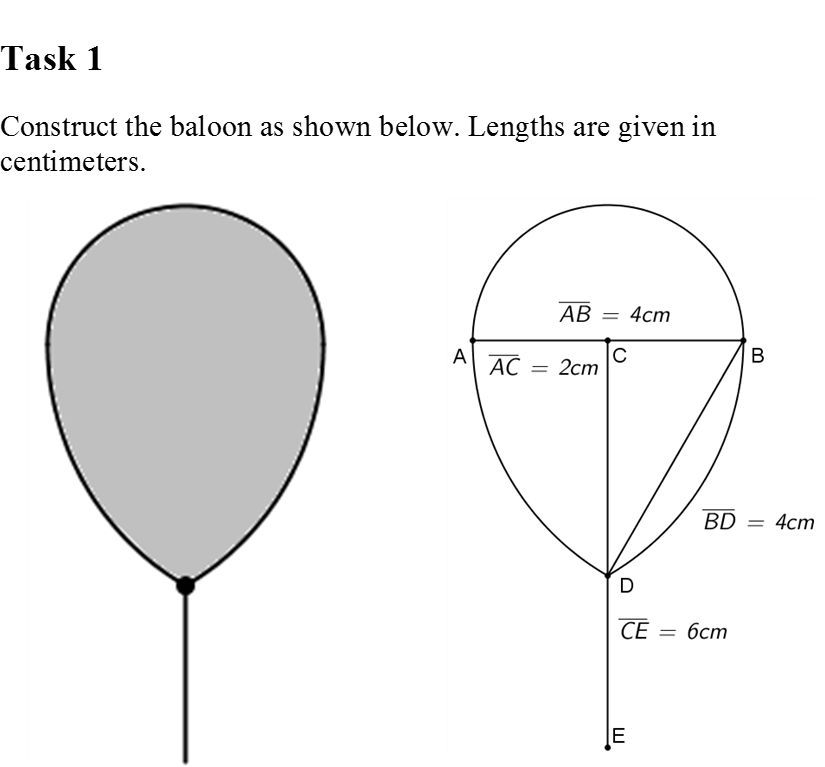 Task 1
Construct the baloon as shown below. Lengths are given in
centimeters.
AB = 4cm
A
AC = 2cm
C
B
BD = 4cm
D
CE = 6cm
E